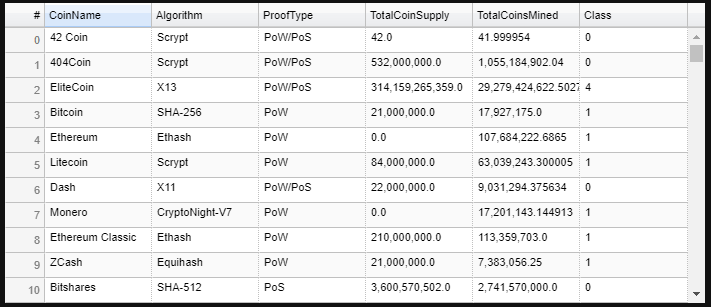 # CoinName Algorithm ProofType TotalCoinSupply TotalCoinsMined Class
0 42 Coin Scrypt PoW/PoS 42.0 41.999954 0
1 404Coin Scrypt PoW/PoS 532,000,000.0 1,055,184,902.04 0
2 EliteCoin X13 PoW/PoS 314,159,265,359.0 29,279,424,622.5027 4
3 Bitcoin SHA-256 PoW 21,000,000.0 17,927,175.0 1
4 Ethereum Ethash PoW 0.0 107,684,222.6865 1
5 Litecoin Scrypt PoW 84,000,000.0 63,039,243.300005 1
6 Dash X11 PoW/PoS 22,000,000.0 9,031,294.375634 0
7 Monero CryptoNight-V7 PoW 0.0 17,201,143.144913 1
8 Ethereum Classic Ethash PoW 210,000,000.0 113,359,703.0 1
9 ZCash Equihash PoW 21,000,000.0 7,383,056.25 1
10 Bitshares SHA-512 PoS 3,600,570,502.0 2,741,570,000.0 0